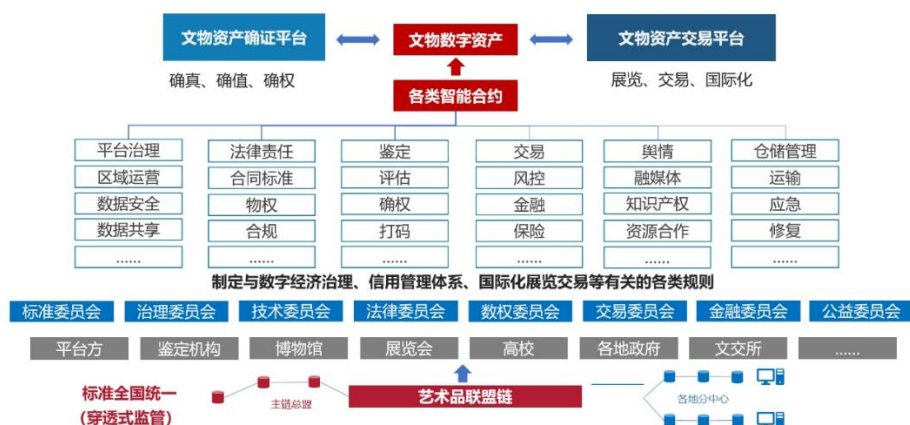 文物资产确证平台
文物数字资产
文物资产交易平台
确真、确值、确权
展览、交易、国际化
各类智能合约
平台治理
法律责任
鉴定
交易
舆情
仓储管理
区域运营
合同标准
评估
风控
融媒体
运输
数据安全
物权
确权
金融
知识产权
应急
数据共享
合规
打码
保险
资源合作
修复
......
......
......
......
......
......
制定与数字经济治理、信用管理体系、国际化展览交易等有关的各类规则
标准委员会
治理委员会
技术委员会
法律委员会
数权委员会
交易委员会
金融委员会
公益委员会
平台方
鉴定机构
博物馆
展览会
高校
各地政府
文交所
......
标准全国统一
(穿透式监管)
主链总盟
艺术品联盟链
各地分中心